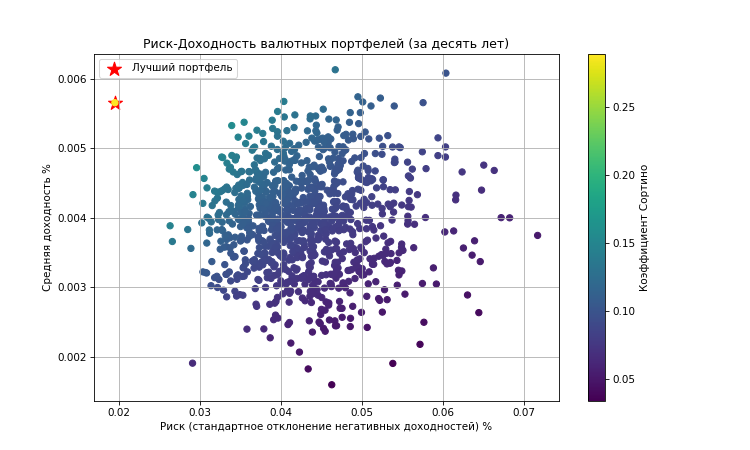 Риск-Доходность валютных портфелей (за десять лет)
Лучший портфель
Средняя доходность %
0.006
0.005
0.004
0.003
0.002
0.02 0.03 0.04 0.05 0.06 0.07
Риск (стандартное отклонение негативных доходностей) %
0.25
0.20
0.15
0.10
0.05
Коэффициент Сортино